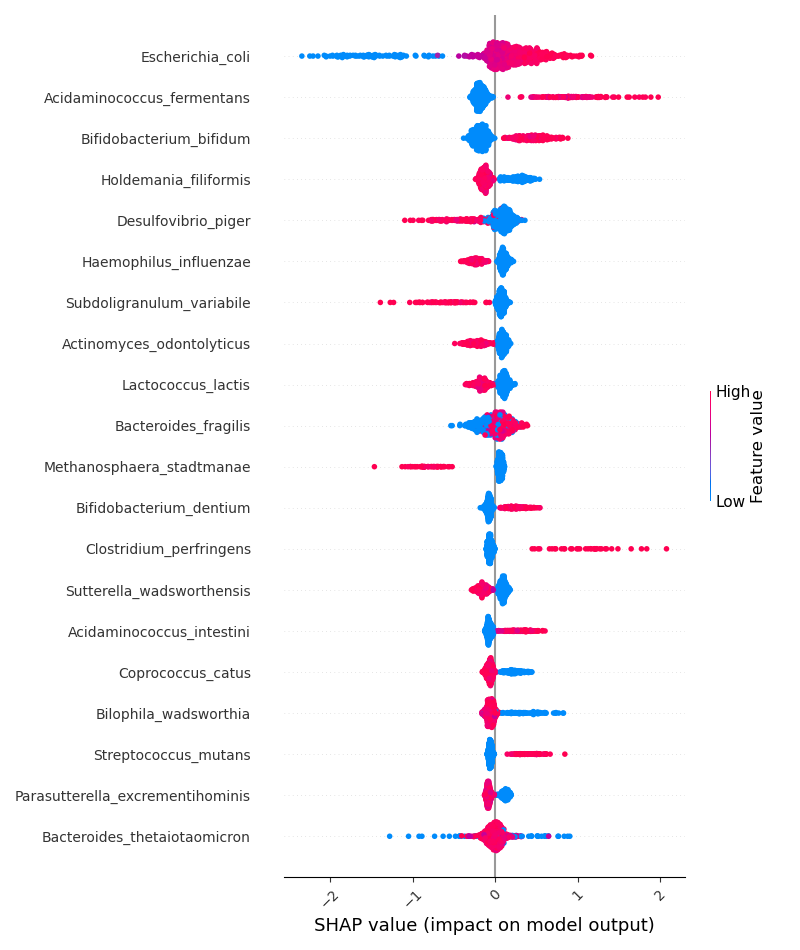 Escherichia_coli
Acidaminococcus_fermentans
Bifidobacterium_bifidum
Holdemania_filiformis
Desulfovibrio_piger
Haemophilus_influenzae
Subdoligranulum_variabile
Actinomyces_odontolyticus
Lactococcus_lactis
Bacteroides_fragilis
Methanosphaera_stadtmanae
Bifidobacterium_dentium
Clostridium_perfringens
Sutterella_wadsworthensis
Acidaminococcus_intestini
Coprococcus_catus
Bilophila_wadsworthia
Streptococcus_mutans
Parasutterella_excrementihominis
Bacteroides_thetaiotaomicron
−2 −1 0 1 2
SHAP value (impact on model output)
High
Low
Feature value